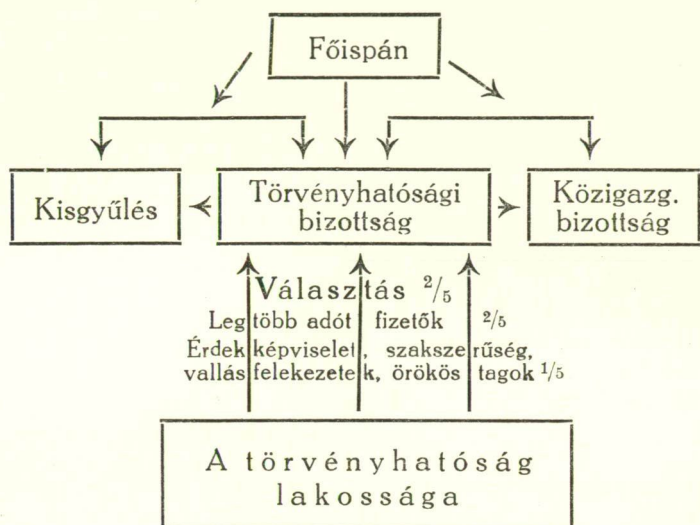 Főispán
Kisgyűlés
Törvényhatósági
bizottság
Közigazg.
bizottság
Választás 2/5
Legtöbb adót fizetők 2/5
Érdekképviselet, szakszerűség,
vallásfelekezetek, örökös tagok 1/5
A törvényhatóság
lakossága